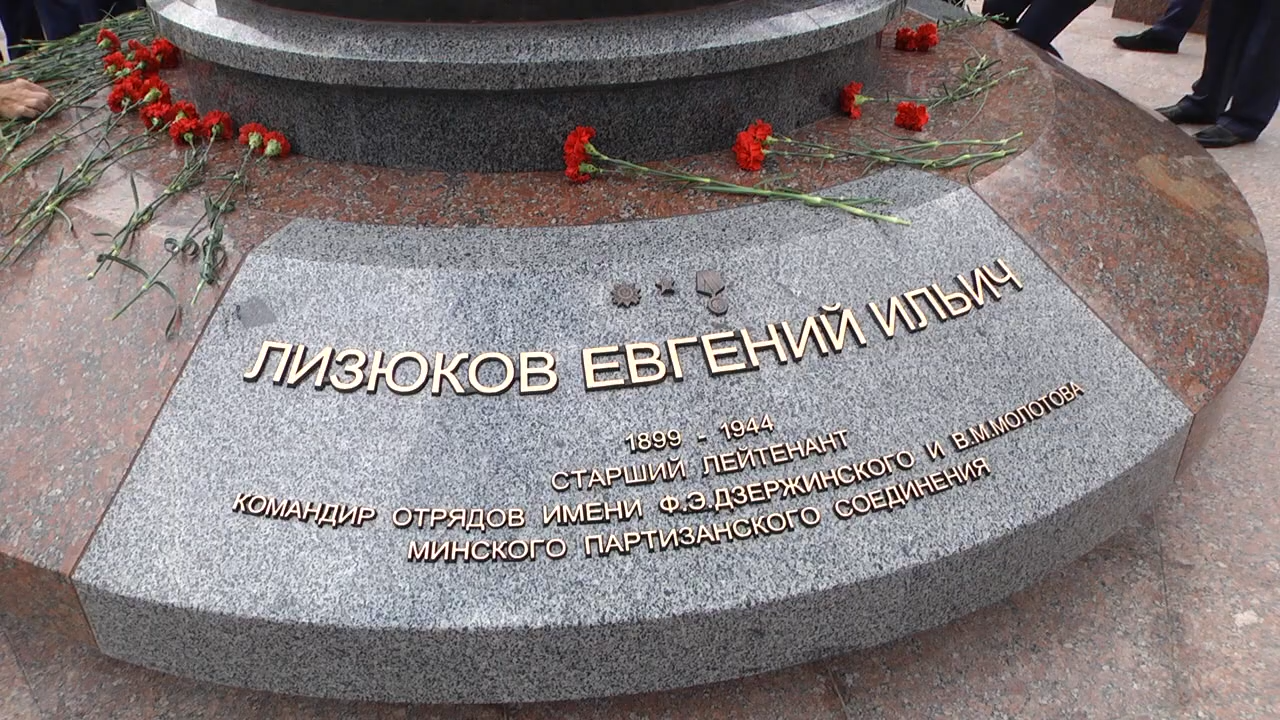 ЛИЗЮКОВ ЕВГЕНИЙ ИЛЬИЧ
1899 - 1944
СТАРШИЙ ЛЕЙТЕНАНТ
КОМАНДИР ОТРЯДОВ ИМЕНИ Ф.Э.ДЗЕРЖИНСКОГО И В.М.МОЛОТОВА
МИНСКОГО ПАРТИЗАНСКОГО СОЕДИНЕНИЯ